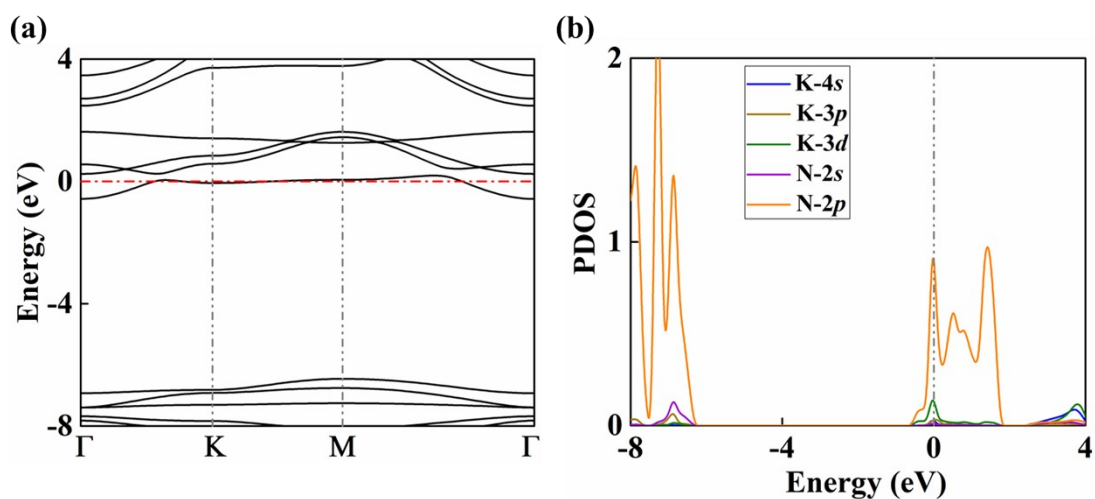 (a)
4
0
-4
-8
Energy (eV)
Γ K M Γ
(b)
2
1
0
PDOS
K-4s
K-3p
K-3d
N-2s
N-2p
-8 -4 0 4
Energy (eV)